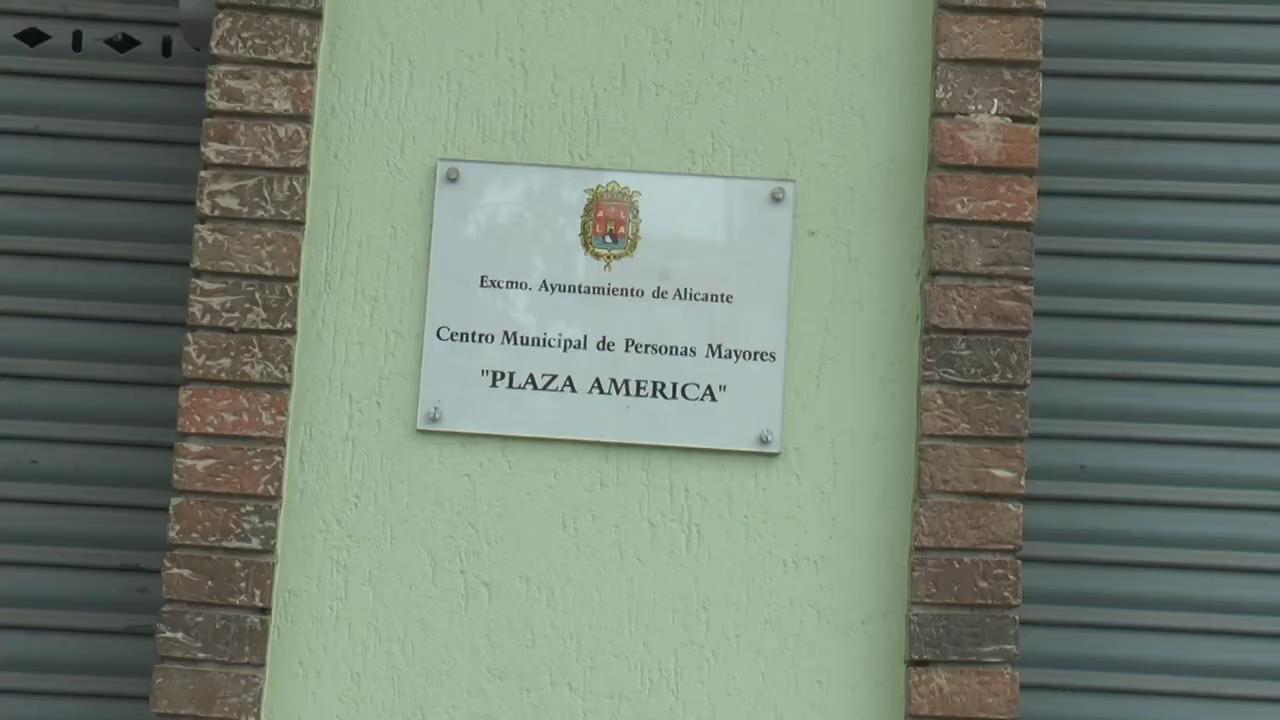 A L
L A
Excmo. Ayuntamiento de Alicante
Centro Municipal de Personas Mayores
"PLAZA AMERICA"